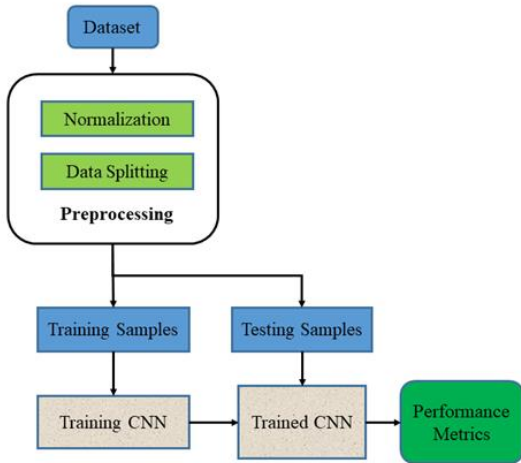 Dataset
Normalization
Data Splitting
Preprocessing
Training Samples
Testing Samples
Training CNN
Trained CNN
Performance
Metrics